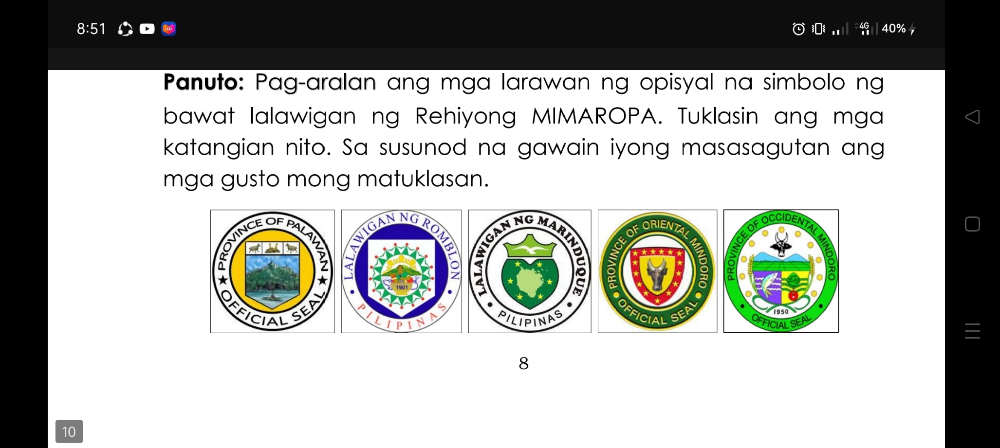 8:51
Laz
4G 40%
Panuto: Pag-aralan ang mga larawan ng opisyal na simbolo ng
bawat lalawigan ng Rehiyong MIMAROPA. Tuklasin ang mga
katangian nito. Sa susunod na gawain iyong masasagutan ang
mga gusto mong matuklasan.
PROVINCE OF PALAWAN
OFFICIAL SEAL
LALAWIGAN NG ROMBLON
1901
PILIPINAS
LALAWIGAN NG MARINDUQUE
PILIPINAS
PROVINCE OF ORIENTAL MINDORO
OFFICIAL SEAL
PROVINCE OF OCCIDENTAL MINDORO
1950
OFFICIAL SEAL
8
10